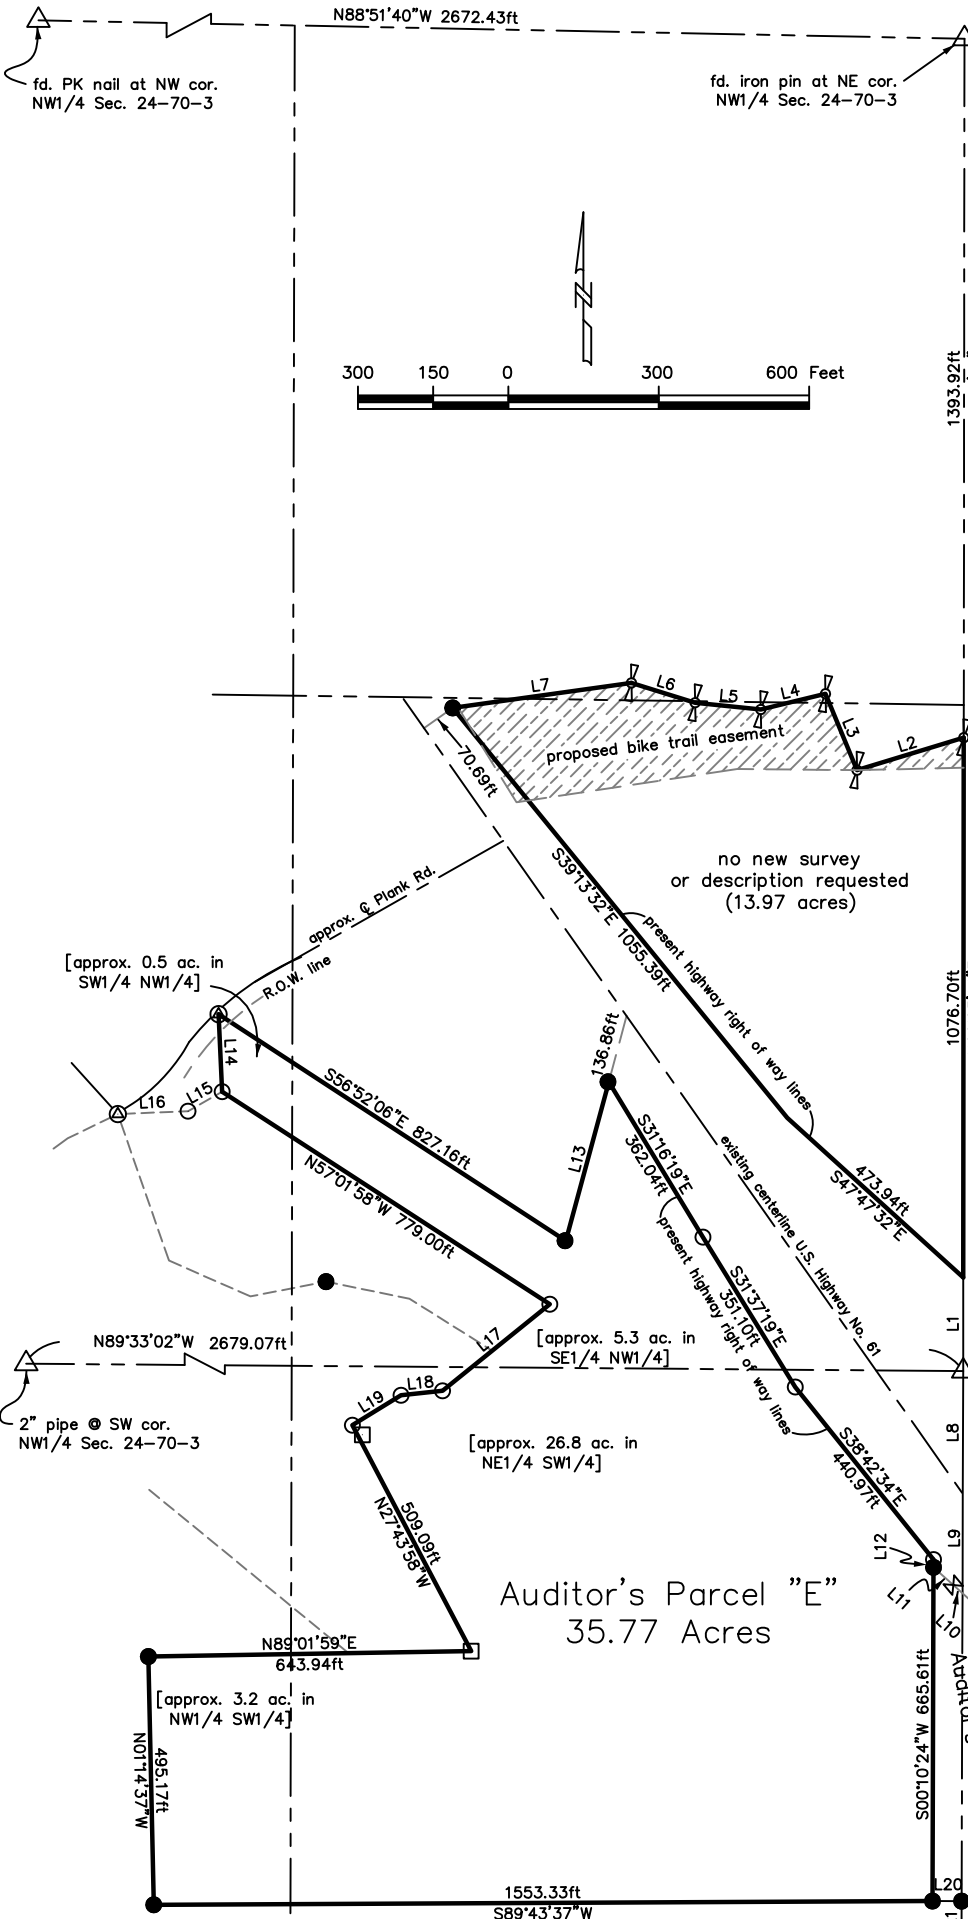 N88°51'40"W 2672.43ft
fd. PK nail at NW cor.
NW1/4 Sec. 24-70-3
fd. iron pin at NE cor.
NW1/4 Sec. 24-70-3
N
300 150 0 300 600 Feet
1393.92ft
L7
L6
L5
L4
L3
L2
proposed bike trail easement
70.69ft
no new survey
or description requested
(13.97 acres)
S39°13'32"E 1055.39ft
present highway right of way lines
approx. ℄ Plank Rd.
R.O.W. line
[approx. 0.5 ac. in
SW1/4 NW1/4]
1076.70ft
136.86ft
L14
L15
L16
S56°52'06"E 827.16ft
N57°01'58"W 779.00ft
L13
S31°16'19"E
362.04ft
existing centerline U.S. Highway No. 61
473.94ft
S47°47'32"E
present highway right of way lines
S31°37'19"E
351.10ft
L1
N89°33'02"W 2679.07ft
L17
[approx. 5.3 ac. in
SE1/4 NW1/4]
L18
L19
2" pipe @ SW cor.
NW1/4 Sec. 24-70-3
[approx. 26.8 ac. in
NE1/4 SW1/4]
L8
S38°42'34"E
440.97ft
509.09ft
N27°43'58"W
L9
L12
L11
L10
Auditor's Parcel "E"
35.77 Acres
N89°01'59"E
643.94ft
[approx. 3.2 ac. in
NW1/4 SW1/4]
495.17ft
N01°14'37"W
S00°10'24"W 665.61ft
Auditor's
L20
1553.33ft
S89°43'37"W